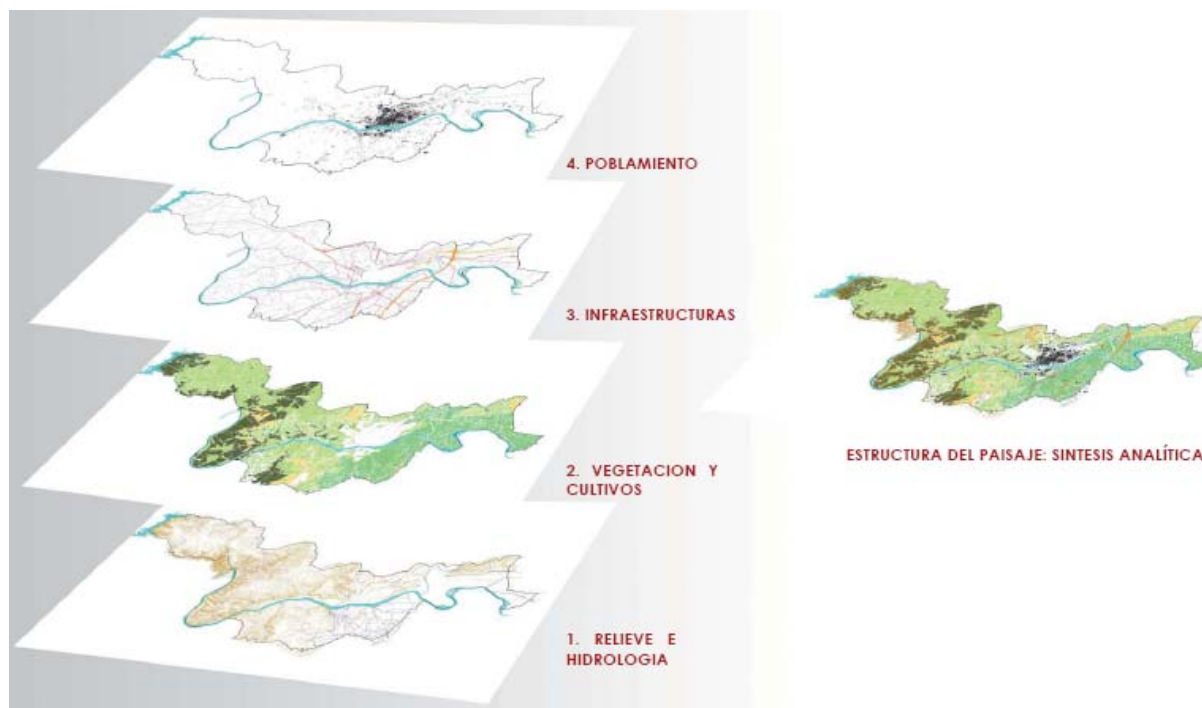 4. POBLAMIENTO
3. INFRAESTRUCTURAS
2. VEGETACION Y
CULTIVOS
1. RELIEVE E
HIDROLOGIA
ESTRUCTURA DEL PAISAJE: SINTESIS ANALÍTICA